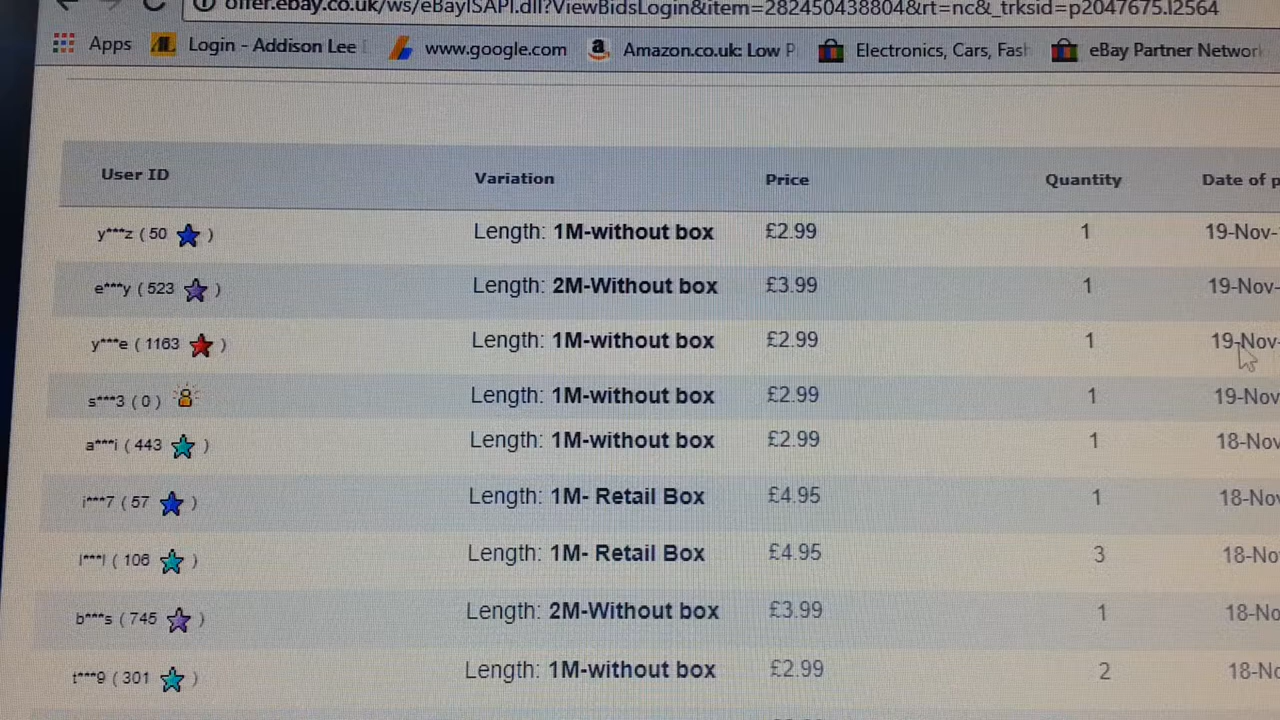 offer.ebay.co.uk/ws/eBayISAPI.dll?ViewBidsLogin&item=282450438804&rt=nc&_trksid=p2047675.l2564
Apps Login - Addison Lee www.google.com Amazon.co.uk: Low P Electronics, Cars, Fash eBay Partner Network
User ID Variation Price Quantity Date of p
y***z ( 50 ) Length: 1M-without box £2.99 1 19-Nov-
e***y ( 523 ) Length: 2M-Without box £3.99 1 19-Nov-
y***e ( 1163 ) Length: 1M-without box £2.99 1 19-Nov-
s***3 ( 0 ) Length: 1M-without box £2.99 1 19-Nov
a***i ( 443 ) Length: 1M-without box £2.99 1 18-Nov
i***7 ( 57 ) Length: 1M- Retail Box £4.95 1 18-Nov
( 106 ) Length: 1M- Retail Box £4.95 3 18-No
b***s ( 745 ) Length: 2M-Without box £3.99 1 18-No
t***9 ( 301 ) Length: 1M-without box £2.99 2 18-No